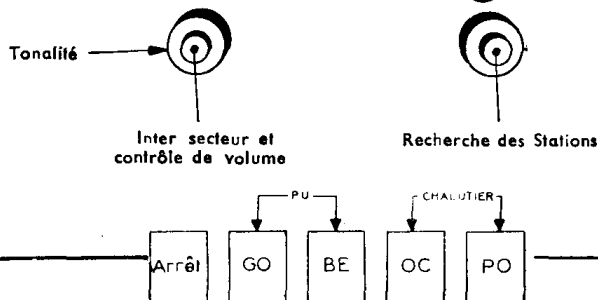 Tonalité
Inter secteur et
contrôle de volume
Recherche des Stations
PU
CHALUTIER
Arrêt
GO
BE
OC
PO